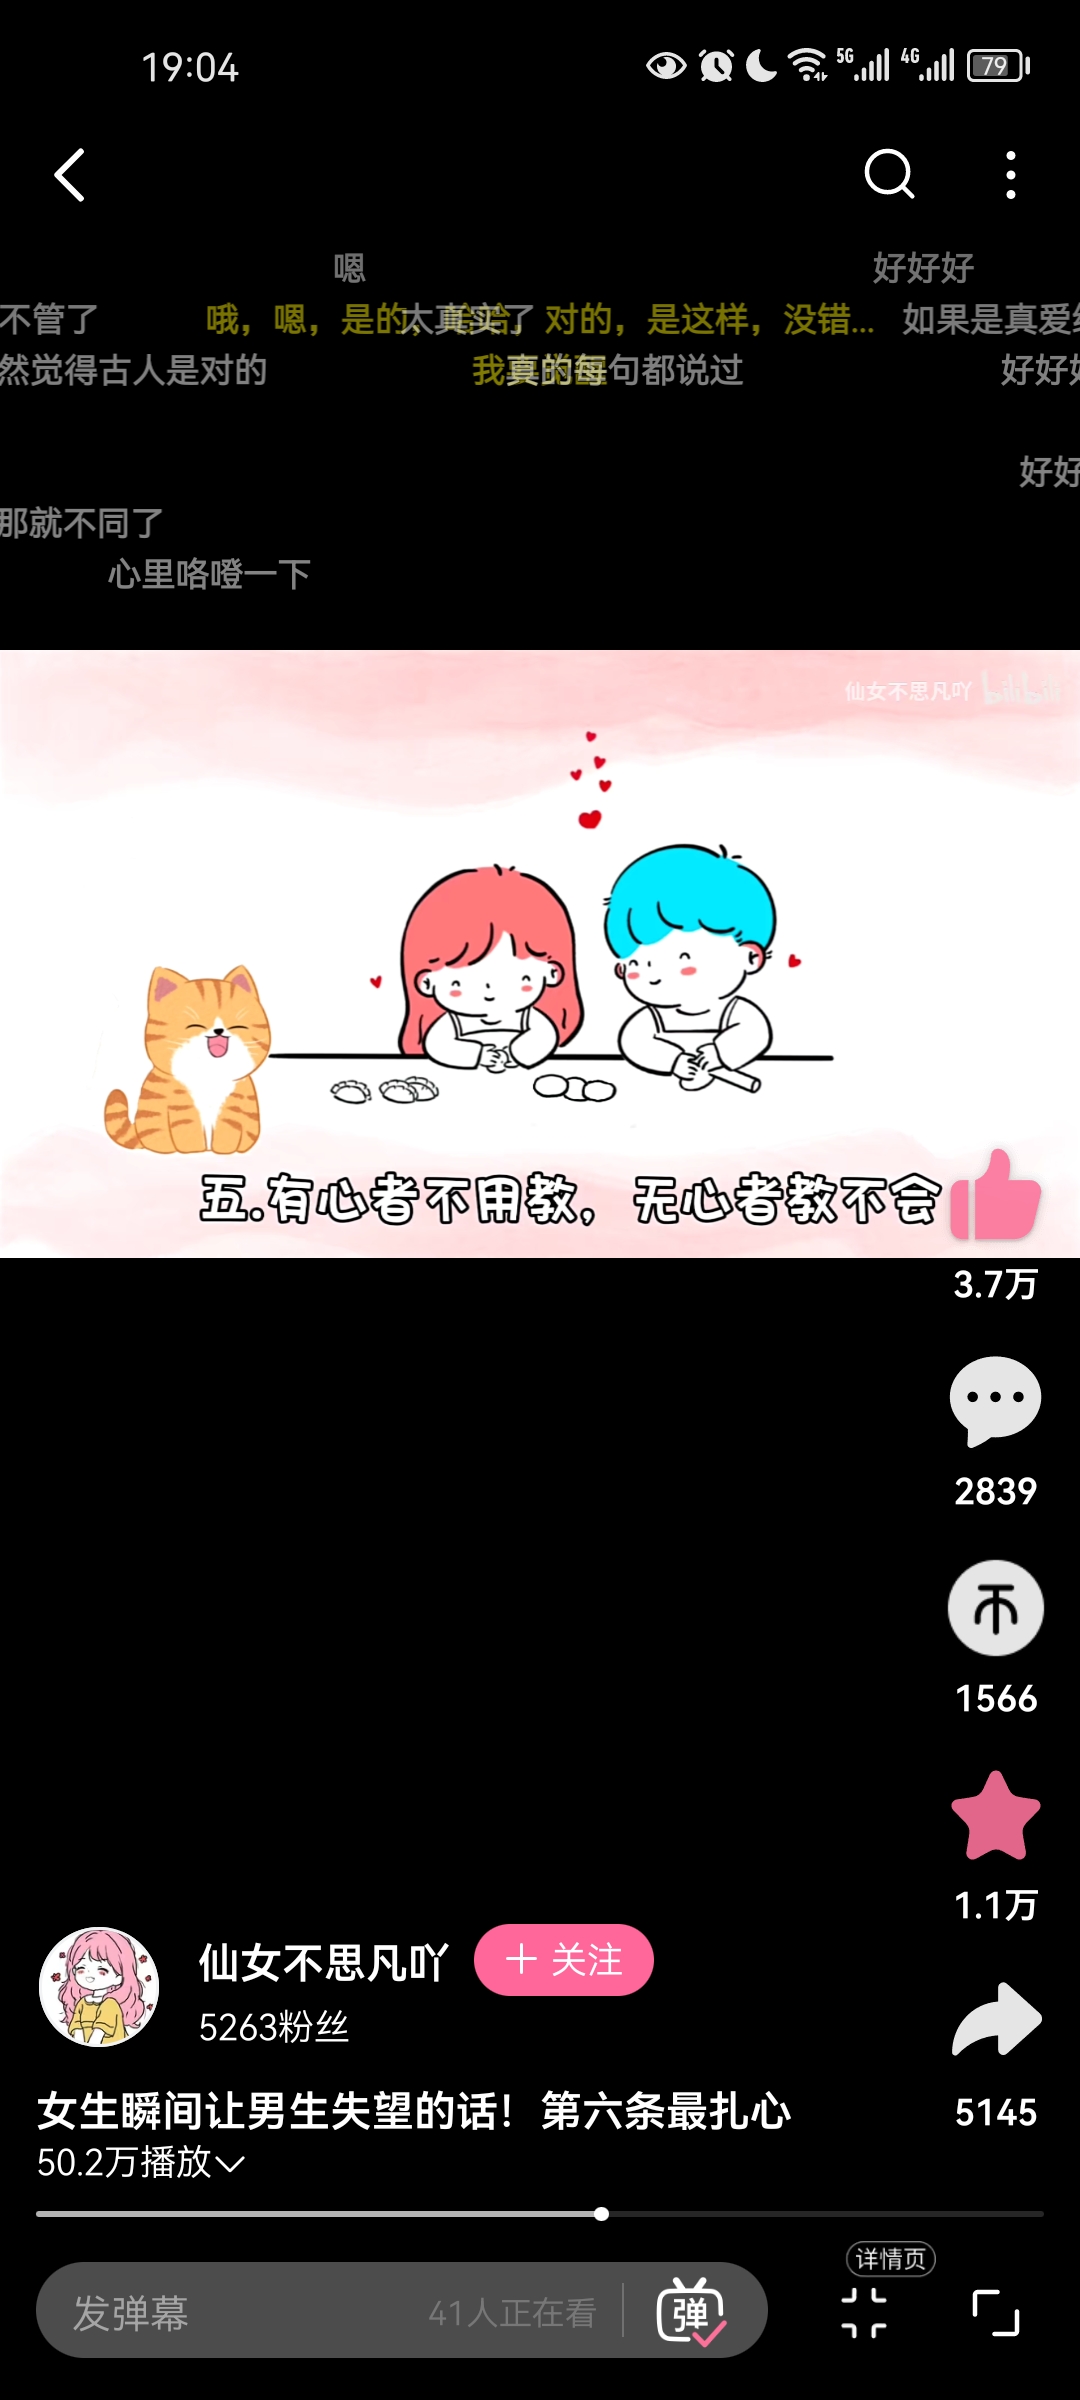 19:04
5G
4G
79
嗯
好好好
不管了
哦，嗯，是的，
太真实了
对的，是这样，没错...
如果是真爱
然觉得古人是对的
真的每句都说过
好好
好好
那就不同了
心里咯噔一下
仙女不思凡吖 bilibili
五.有心者不用教，无心者教不会
3.7万
2839
1566
1.1万
仙女不思凡吖
关注
5263粉丝
女生瞬间让男生失望的话！第六条最扎心
5145
50.2万播放
详情页
发弹幕
41人正在看
弹